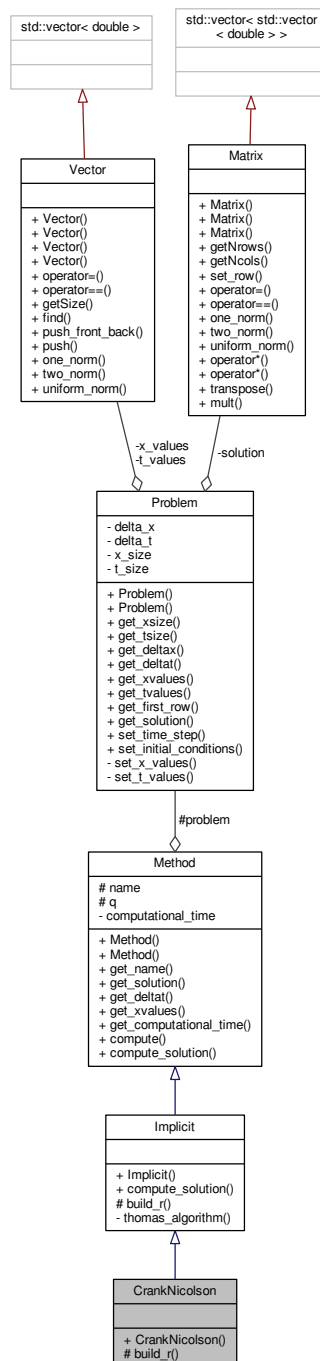 std::vector< double >
std::vector< std::vector
< double > >
Vector
+ Vector()
+ Vector()
+ Vector()
+ Vector()
+ operator=()
+ operator==()
+ getSize()
+ find()
+ push_front_back()
+ push()
+ one_norm()
+ two_norm()
+ uniform_norm()
Matrix
+ Matrix()
+ Matrix()
+ Matrix()
+ getNrows()
+ getNcols()
+ set_row()
+ operator=()
+ operator==()
+ one_norm()
+ two_norm()
+ uniform_norm()
+ operator*()
+ operator*()
+ transpose()
+ mult()
-x_values
-t_values
-solution
Problem
- delta_x
- delta_t
- x_size
- t_size
+ Problem()
+ Problem()
+ get_xsize()
+ get_tsize()
+ get_deltax()
+ get_deltat()
+ get_xvalues()
+ get_tvalues()
+ get_first_row()
+ get_solution()
+ set_time_step()
+ set_initial_conditions()
- set_x_values()
- set_t_values()
#problem
Method
# name
# q
- computational_time
+ Method()
+ Method()
+ get_name()
+ get_solution()
+ get_deltat()
+ get_xvalues()
+ get_computational_time()
+ compute()
+ compute_solution()
Implicit
+ Implicit()
+ compute_solution()
# build_r()
- thomas_algorithm()
CrankNicolson
+ CrankNicolson()
# build_r()